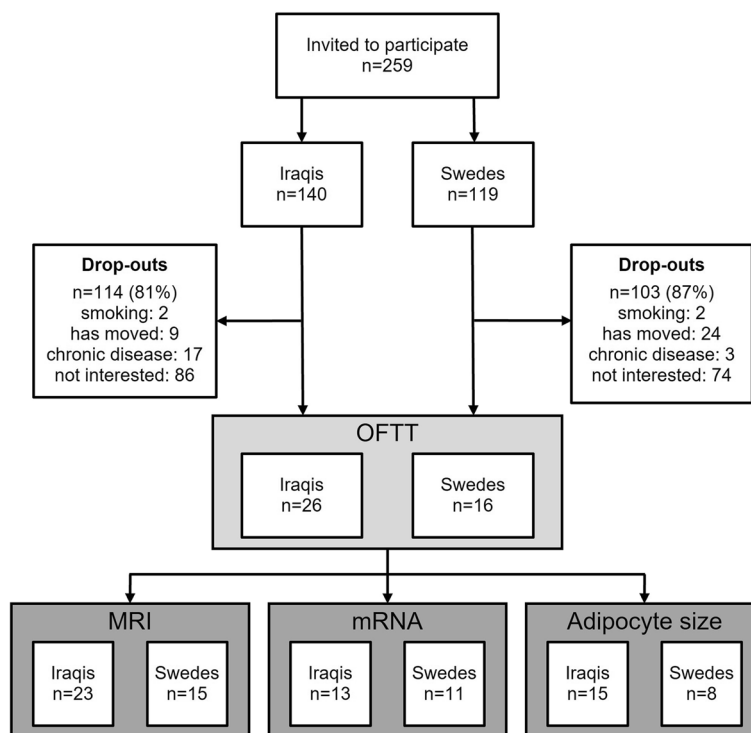 Invited to participate
n=259
Iraqis
n=140
Swedes
n=119
Drop-outs
n=114 (81%)
smoking: 2
has moved: 9
chronic disease: 17
not interested: 86
Drop-outs
n=103 (87%)
smoking: 2
has moved: 24
chronic disease: 3
not interested: 74
OFTT
Iraqis
n=26
Swedes
n=16
MRI
Iraqis
n=23
Swedes
n=15
mRNA
Iraqis
n=13
Swedes
n=11
Adipocyte size
Iraqis
n=15
Swedes
n=8